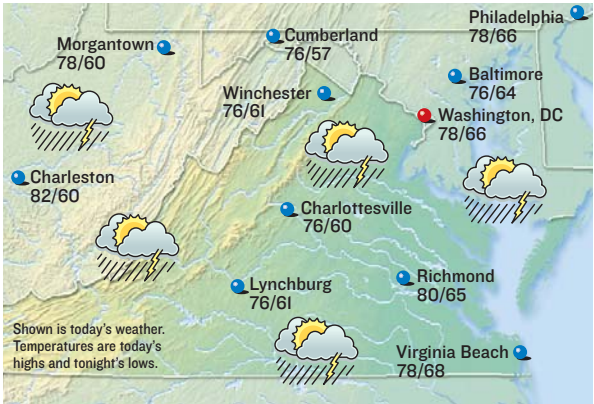 Philadelphia
78/66
Morgantown
78/60
Cumberland
76/57
Baltimore
76/64
Winchester
76/61
Washington, DC
78/66
Charleston
82/60
Charlottesville
76/60
Richmond
80/65
Lynchburg
76/61
Shown is today's weather.
Temperatures are today's
highs and tonight's lows.
Virginia Beach
78/68